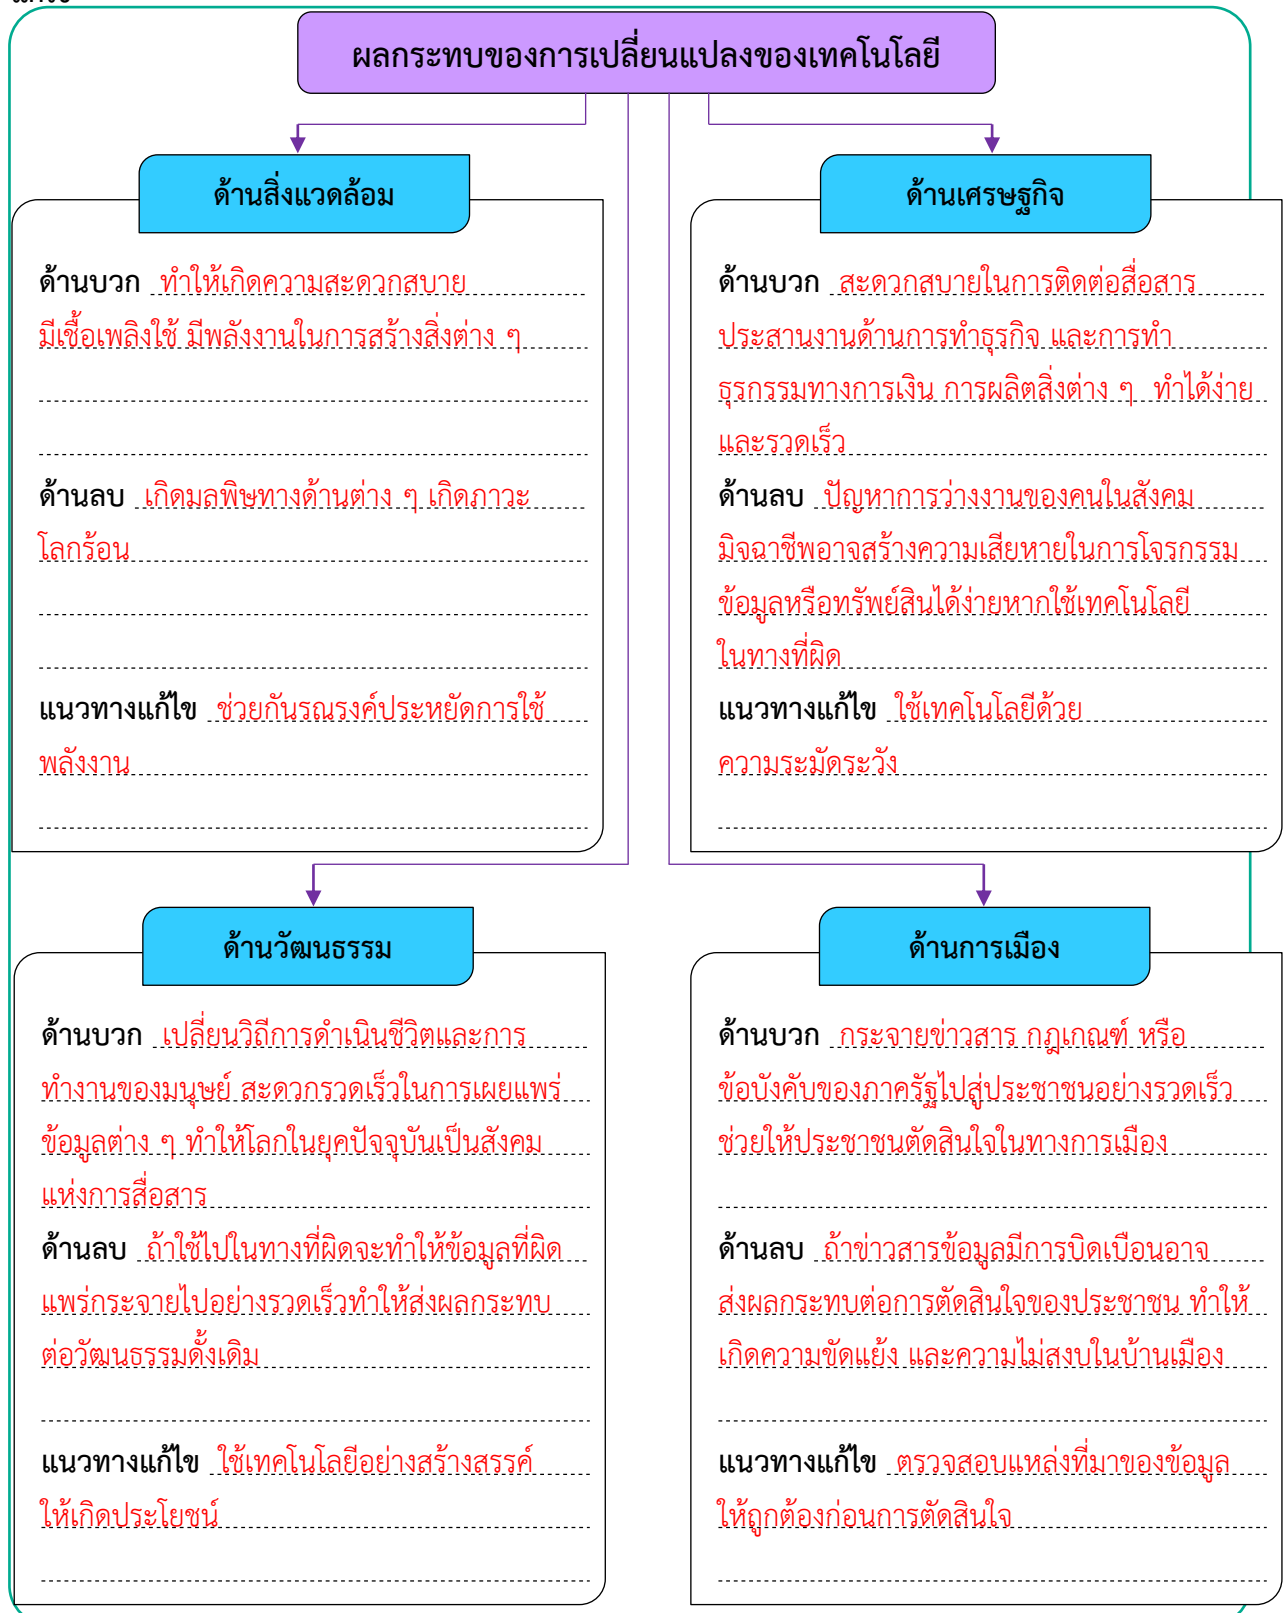 ผลกระทบของการเปลี่ยนแปลงของเทคโนโลยี
ด้านสิ่งแวดล้อม
ด้านบวก ทำให้เกิดความสะดวกสบาย
มีเชื้อเพลิงใช้ มีพลังงานในการสร้างสิ่งต่าง ๆ
ด้านลบ เกิดมลพิษทางด้านต่าง ๆ เกิดภาวะ
โลกร้อน
แนวทางแก้ไข ช่วยกันรณรงค์ประหยัดการใช้
พลังงาน
ด้านเศรษฐกิจ
ด้านบวก สะดวกสบายในการติดต่อสื่อสาร
ประสานงานด้านการทำธุรกิจ และการทำ
ธุรกรรมทางการเงิน การผลิตสิ่งต่าง ๆ ทำได้ง่าย
และรวดเร็ว
ด้านลบ ปัญหาการว่างงานของคนในสังคม
มิจฉาชีพอาจสร้างความเสียหายในการโจรกรรม
ข้อมูลหรือทรัพย์สินได้ง่ายหากใช้เทคโนโลยี
ในทางที่ผิด
แนวทางแก้ไข ใช้เทคโนโลยีด้วย
ความระมัดระวัง
ด้านวัฒนธรรม
ด้านบวก เปลี่ยนวิถีการดำเนินชีวิตและการ
ทำงานของมนุษย์ สะดวกรวดเร็วในการเผยแพร่
ข้อมูลต่าง ๆ ทำให้โลกในยุคปัจจุบันเป็นสังคม
แห่งการสื่อสาร
ด้านลบ ถ้าใช้ไปในทางที่ผิดจะทำให้ข้อมูลที่ผิด
แพร่กระจายไปอย่างรวดเร็วทำให้ส่งผลกระทบ
ต่อวัฒนธรรมดั้งเดิม
แนวทางแก้ไข ใช้เทคโนโลยีอย่างสร้างสรรค์
ให้เกิดประโยชน์
ด้านการเมือง
ด้านบวก กระจายข่าวสาร กฎเกณฑ์ หรือ
ข้อบังคับของภาครัฐไปสู่ประชาชนอย่างรวดเร็ว
ช่วยให้ประชาชนตัดสินใจในทางการเมือง
ด้านลบ ถ้าข่าวสารข้อมูลมีการบิดเบือนอาจ
ส่งผลกระทบต่อการตัดสินใจของประชาชน ทำให้
เกิดความขัดแย้ง และความไม่สงบในบ้านเมือง
แนวทางแก้ไข ตรวจสอบแหล่งที่มาของข้อมูล
ให้ถูกต้องก่อนการตัดสินใจ